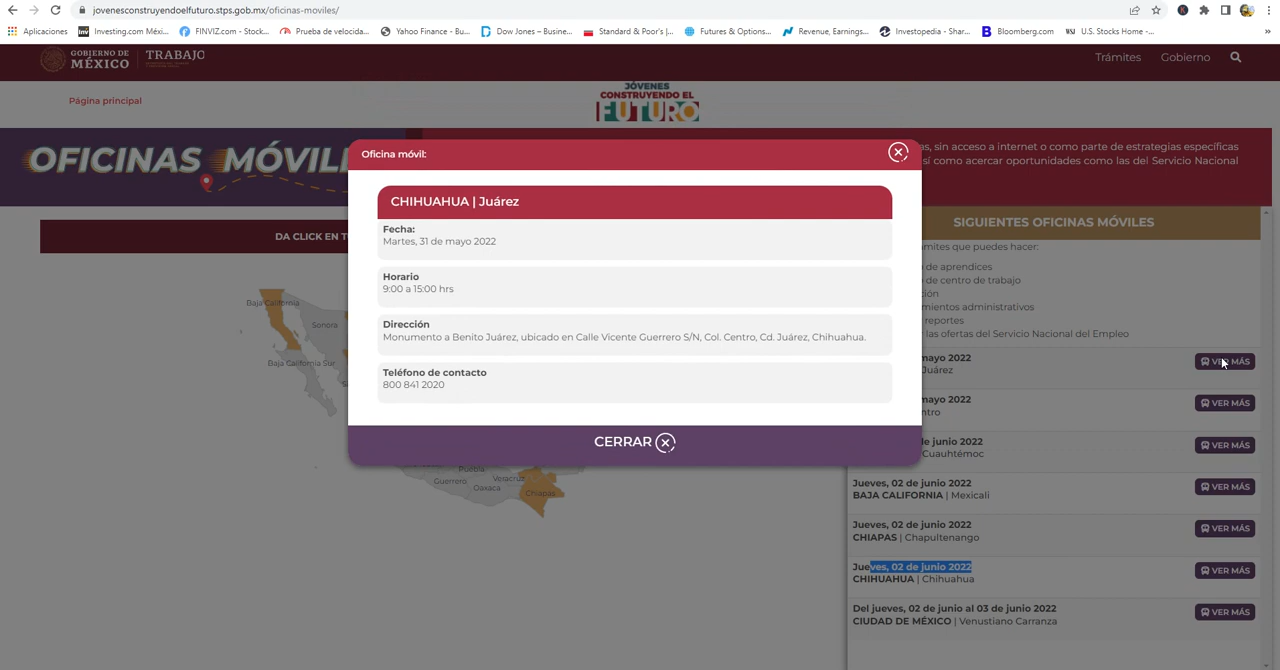 jovenesconstruyendoelfuturo.stps.gob.mx/oficinas-moviles/
Aplicaciones
Investing.com Méxi...
FINVIZ.com - Stock...
Prueba de velocida...
Yahoo Finance - Bu...
Dow Jones – Busine...
Standard & Poor's |...
Futures & Options...
Revenue, Earnings...
Investopedia - Shar...
Bloomberg.com
U.S. Stocks Home -...
GOBIERNO DE
MÉXICO
TRABAJO
Trámites
Gobierno
Página principal
JÓVENES
CONSTRUYENDO EL
FUTURO
OFICINAS MÓVIL
as, sin acceso a internet o como parte de estrategias específicas
sí como acercar oportunidades como las del Servicio Nacional
Oficina móvil:
CHIHUAHUA | Juárez
Fecha:
Martes, 31 de mayo 2022
Horario
9:00 a 15:00 hrs
Dirección
Monumento a Benito Juárez, ubicado en Calle Vicente Guerrero S/N, Col. Centro, Cd. Juárez, Chihuahua.
Teléfono de contacto
800 841 2020
CERRAR
DA CLICK EN T
Baja California
Sonora
Baja California Sur
Puebla
Guerrero
Veracruz
Oaxaca
Chiapas
SIGUIENTES OFICINAS MÓVILES
mites que puedes hacer:
de aprendices
de centro de trabajo
ción
mientos administrativos
reportes
r las ofertas del Servicio Nacional del Empleo
mayo 2022
Juárez
VER MÁS
mayo 2022
ntro
VER MÁS
de junio 2022
Cuauhtémoc
VER MÁS
Jueves, 02 de junio 2022
BAJA CALIFORNIA | Mexicali
VER MÁS
Jueves, 02 de junio 2022
CHIAPAS | Chapultenango
VER MÁS
Jueves, 02 de junio 2022
CHIHUAHUA | Chihuahua
VER MÁS
Del jueves, 02 de junio al 03 de junio 2022
CIUDAD DE MÉXICO | Venustiano Carranza
VER MÁS